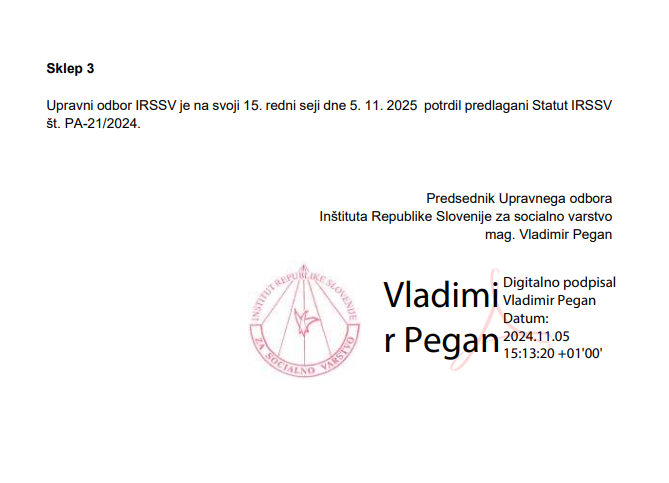 Sklep 3
Upravni odbor IRSSV je na svoji 15. redni seji dne 5. 11. 2025 potrdil predlagani Statut IRSSV
št. PA-21/2024.
Predsednik Upravnega odbora
Inštituta Republike Slovenije za socialno varstvo
mag. Vladimir Pegan
INŠTITUT REPUBLIKE SLOVENIJE
ZA SOCIALNO VARSTVO
Vladimi
r Pegan
Digitalno podpisal
Vladimir Pegan
Datum:
2024.11.05
15:13:20 +01'00'